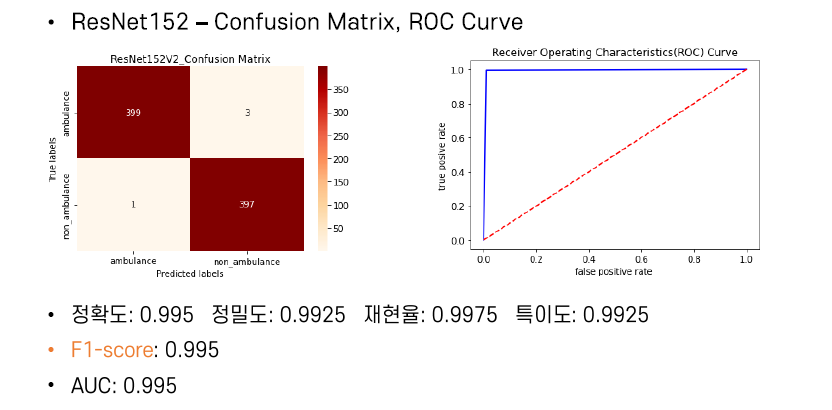 • ResNet152 – Confusion Matrix, ROC Curve
ResNet152V2_Confusion Matrix
True labels
ambulance
non_ambulance
399
3
1
397
ambulance
non_ambulance
Predicted labels
350
300
250
200
150
100
50
Receiver Operating Characteristics(ROC) Curve
true posive rate
1.0
0.8
0.6
0.4
0.2
0.0
0.0 0.2 0.4 0.6 0.8 1.0
false positive rate
• 정확도: 0.995 정밀도: 0.9925 재현율: 0.9975 특이도: 0.9925
• F1-score: 0.995
• AUC: 0.995